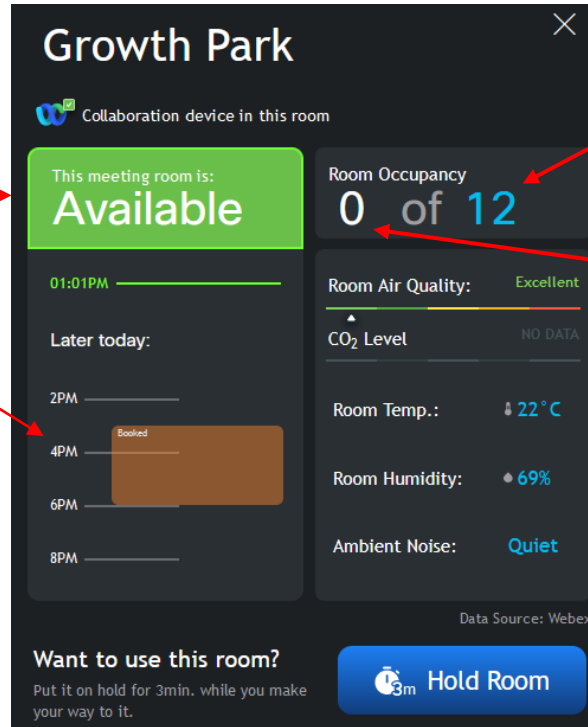 Growth Park
Collaboration device in this room
This meeting room is:
Available
Room Occupancy
0 of 12
01:01PM
Later today:
2PM
Booked
4PM
6PM
8PM
Room Air Quality: Excellent
CO₂ Level NO DATA
Room Temp.: 22°C
Room Humidity: 69%
Ambient Noise: Quiet
Data Source: Webex
Want to use this room?
Put it on hold for 3min. while you make
your way to it.
3m Hold Room